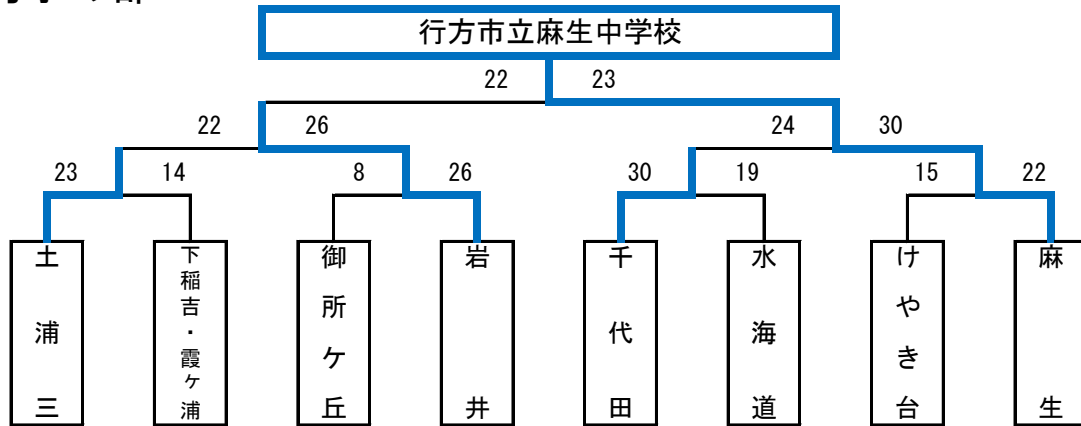 行方市立麻生中学校
22 23
22 26 24 30
23 14 8 26 30 19 15 22
土浦三
下稲吉・霞ケ浦
御所ケ丘
岩井
千代田
水海道
けやき台
麻生